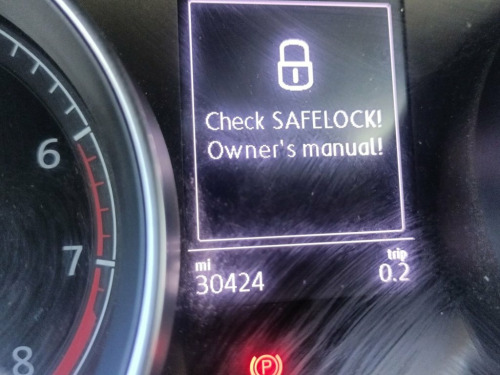 Check SAFELOCK!
Owner's manual!
6
7
8
mi
trip
30424
0.2
P